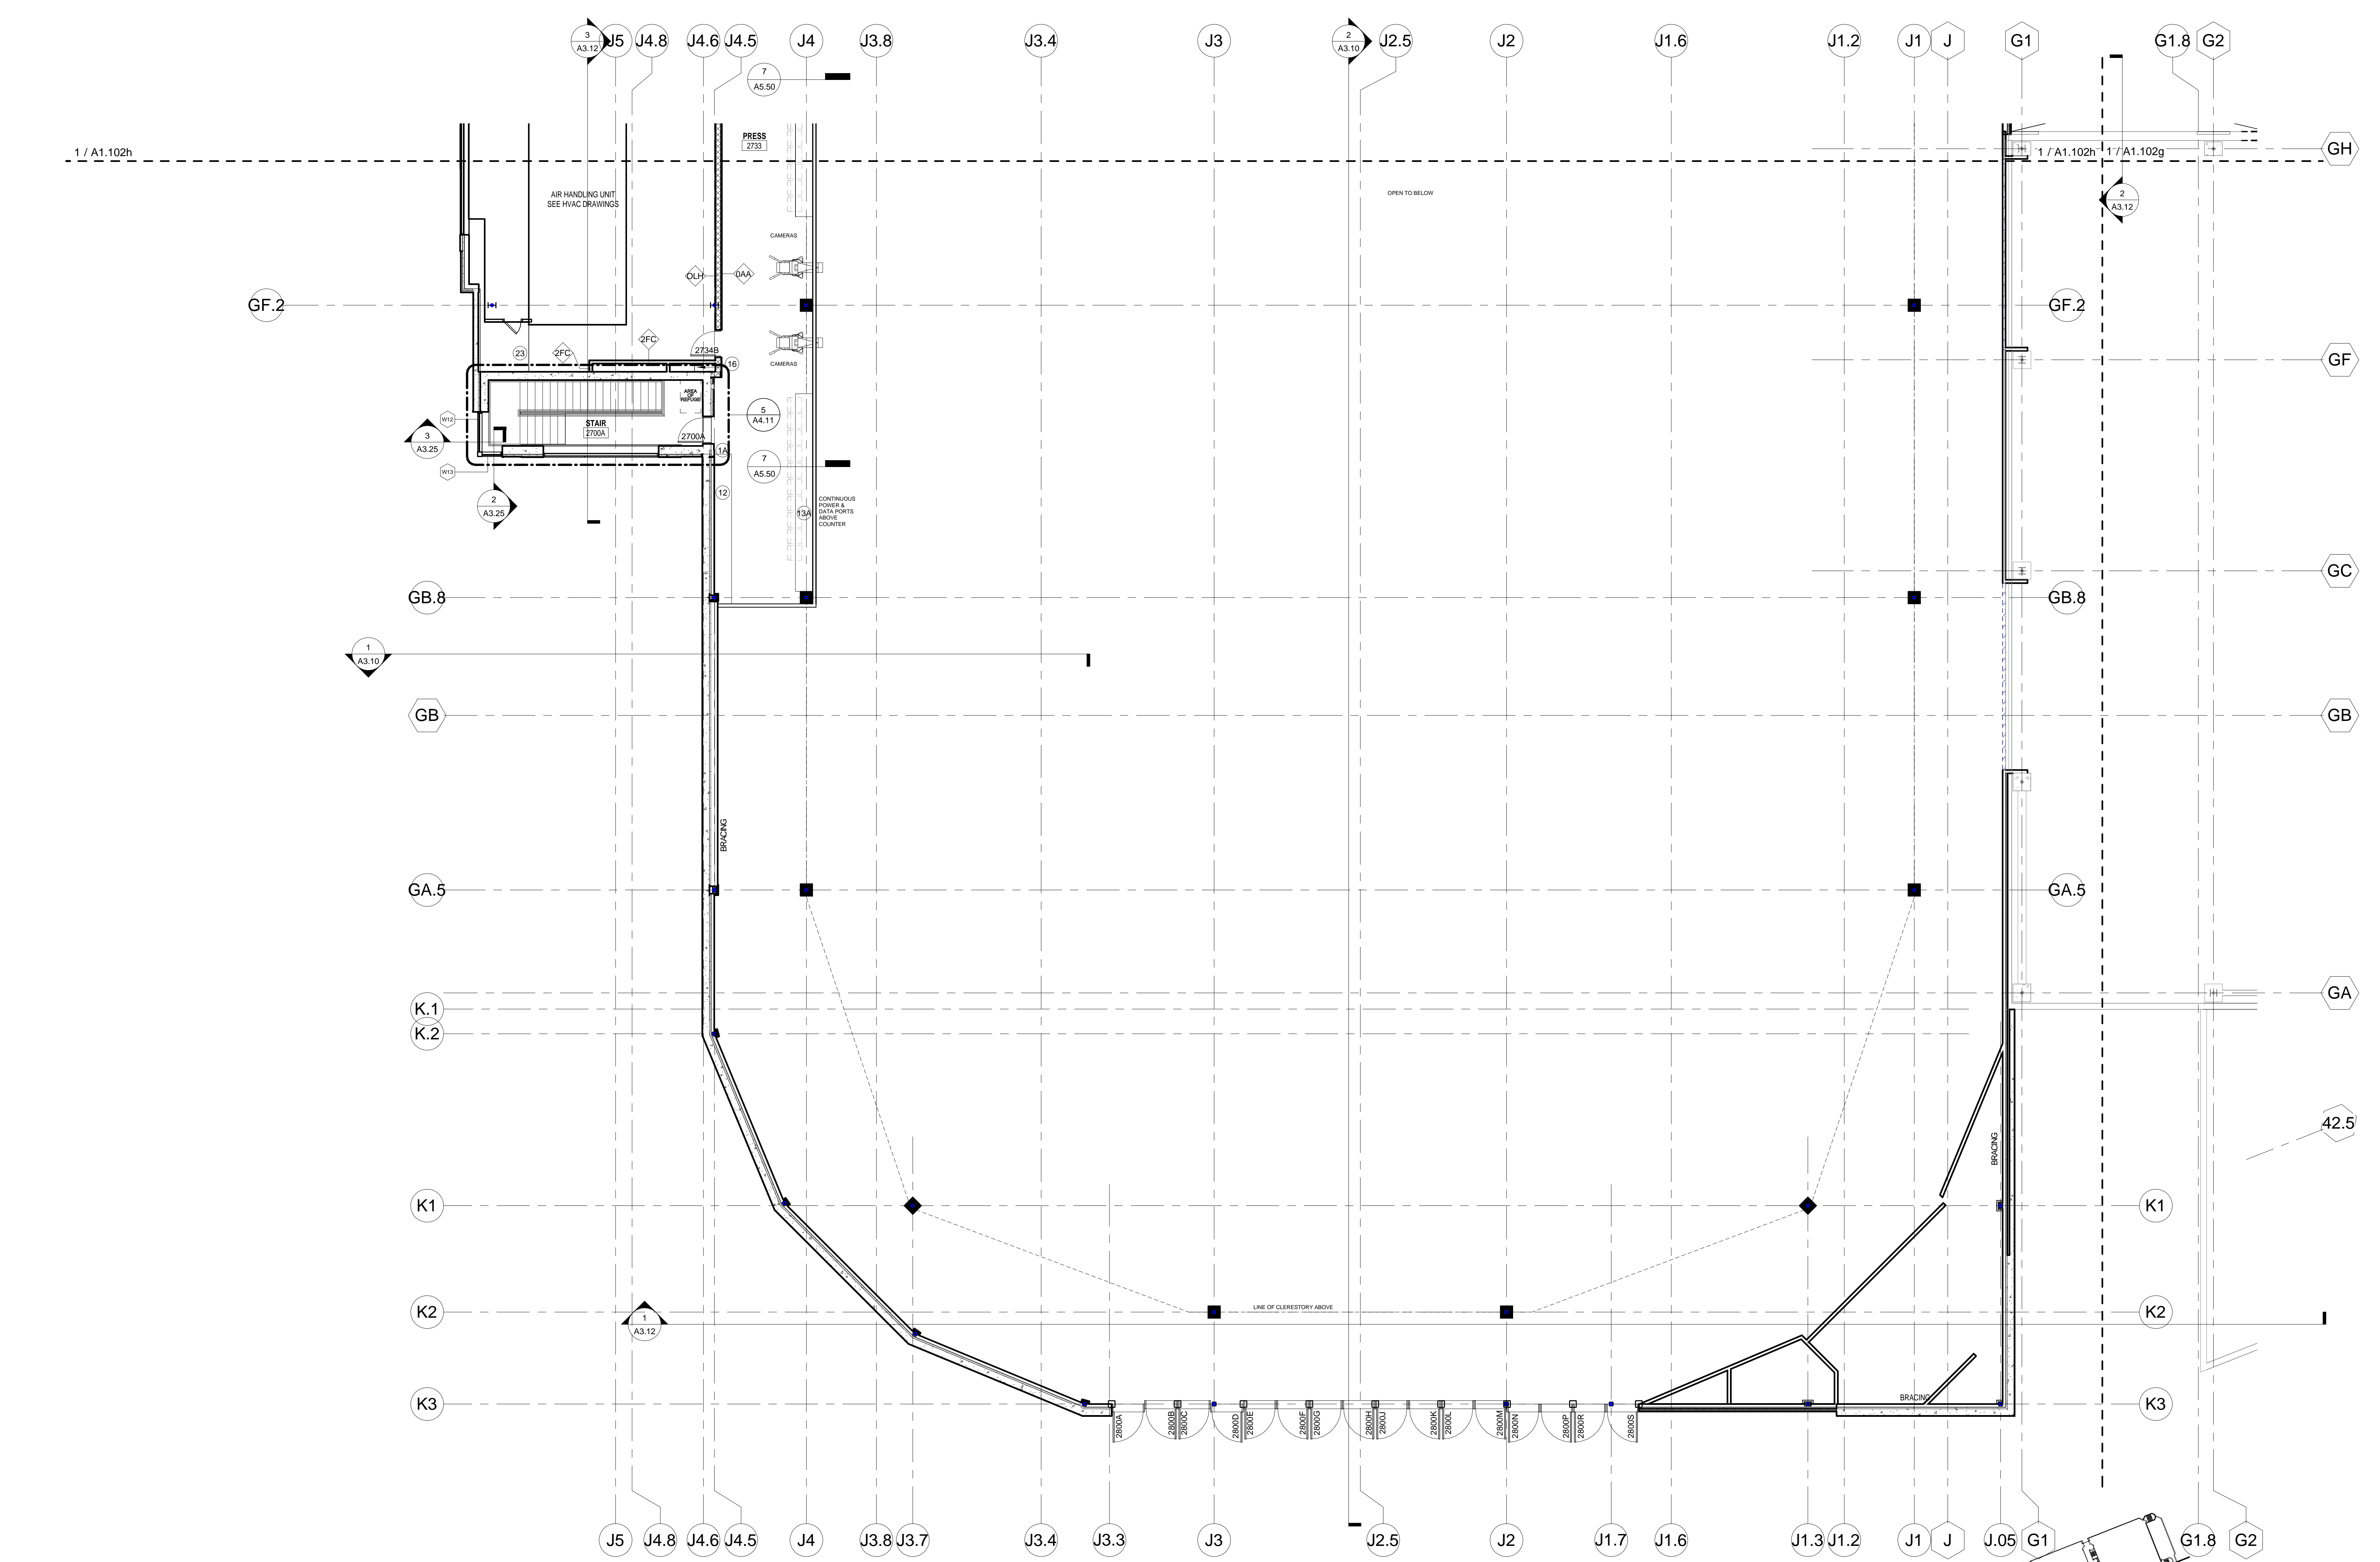 3
A3.12
J5
J4.8
J4.6
J4.5
J4
J3.8
J3.4
J3
2
A3.10
J2.5
J2
J1.6
J1.2
J1
J
G1
G1.8
G2
7
A5.50
PRESS
2733
1 / A1.102h
1 / A1.102h
1 / A1.102g
GH
AIR HANDLING UNIT
SEE HVAC DRAWINGS
OPEN TO BELOW
2
A3.12
CAMERAS
OLH
0AA
GF.2
GF.2
23
2FC
2FC
2734B
16
CAMERAS
GF
AREA
OF
REFUGE
W12
STAIR
2700A
2700A
5
A4.11
3
A3.25
1A
7
A5.50
W13
2
A3.25
12
13A
CONTINUOUS
POWER &
DATA PORTS
ABOVE
COUNTER
GC
GB.8
GB.8
1
A3.10
GB
GB
BRACING
GA.5
GA.5
GA
K.1
K.2
42.5
BRACING
K1
K1
K2
LINE OF CLERESTORY ABOVE
K2
1
A3.12
K3
BRACING
K3
2800A
2800B
2800C
2800D
2800E
2800F
2800G
2800H
2800J
2800K
2800L
2800M
2800N
2800P
2800R
2800S
J5
J4.8
J4.6
J4.5
J4
J3.8
J3.7
J3.4
J3.3
J3
J2.5
J2
J1.7
J1.6
J1.3
J1.2
J1
J
J.05
G1
G1.8
G2